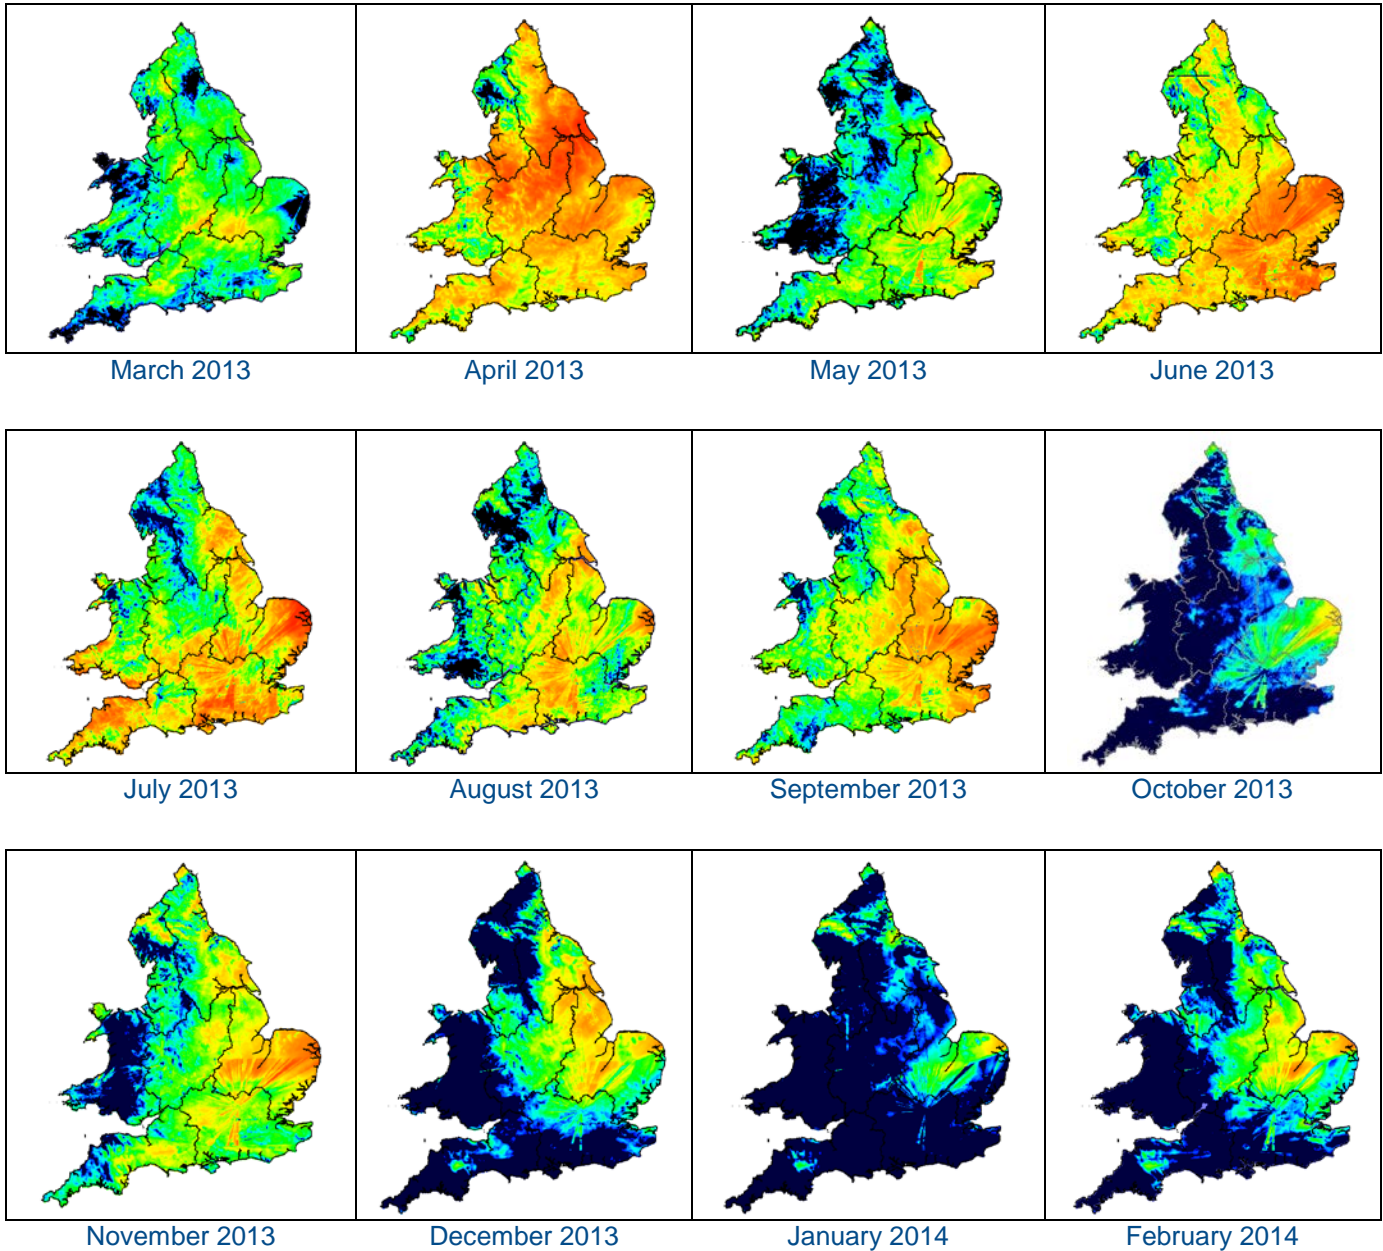 March 2013
April 2013
May 2013
June 2013
July 2013
August 2013
September 2013
October 2013
November 2013
December 2013
January 2014
February 2014